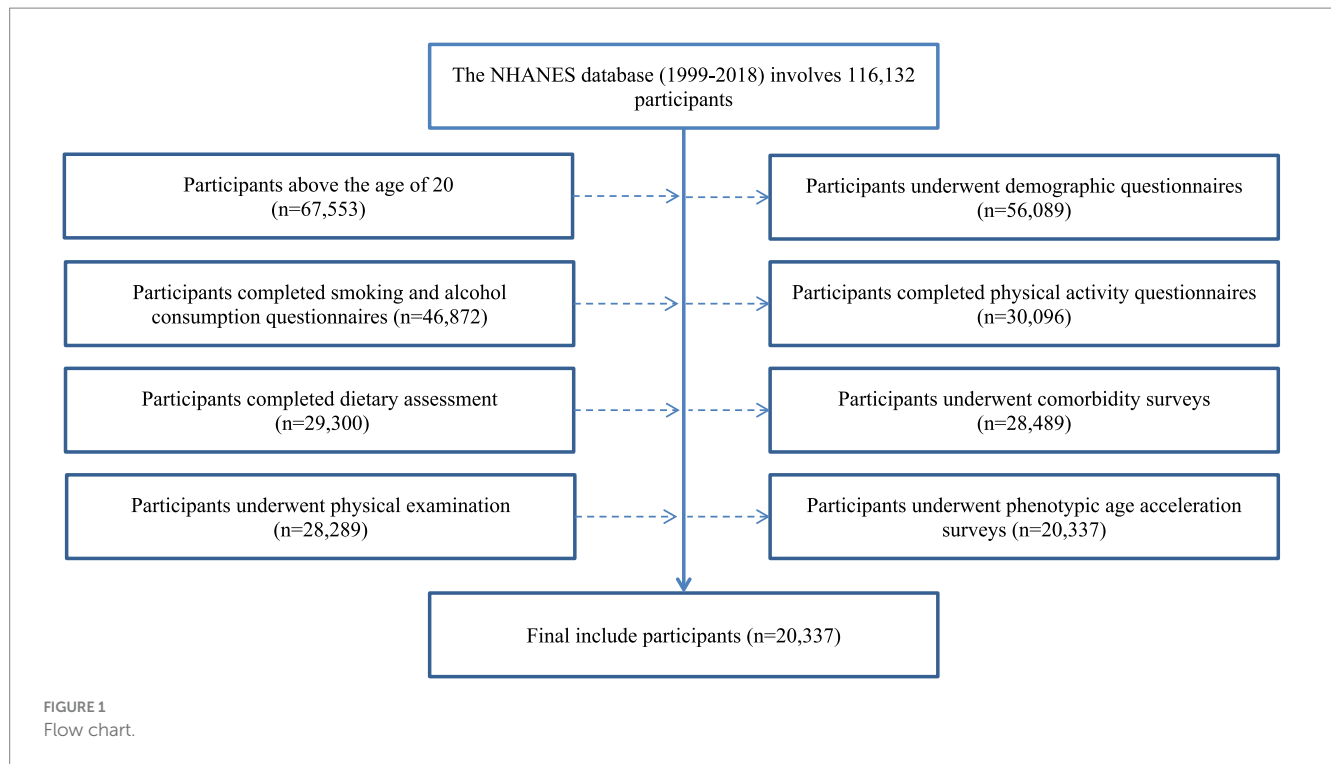 The NHANES database (1999-2018) involves 116,132
participants
Participants above the age of 20
(n=67,553)
Participants underwent demographic questionnaires
(n=56,089)
Participants completed smoking and alcohol
consumption questionnaires (n=46,872)
Participants completed physical activity questionnaires
(n=30,096)
Participants completed dietary assessment
(n=29,300)
Participants underwent comorbidity surveys
(n=28,489)
Participants underwent physical examination
(n=28,289)
Participants underwent phenotypic age acceleration
surveys (n=20,337)
Final include participants (n=20,337)
FIGURE 1
Flow chart.